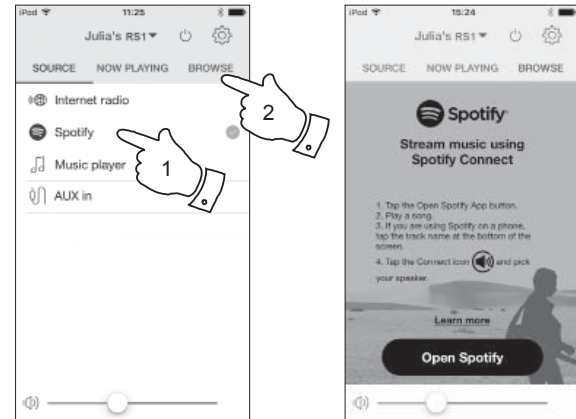 iPod 11:25
Julia's RS1
SOURCE NOW PLAYING BROWSE
Internet radio
Spotify
Music player
AUX in
1
2
iPod 15:24
Julia's RS1
SOURCE NOW PLAYING BROWSE
Spotify
Stream music using
Spotify Connect
1. Tap the Open Spotify App button.
2. Play a song.
3. If you are using Spotify on a phone,
tap the track name at the bottom of the
screen.
4. Tap the Connect icon and pick
your speaker.
Learn more
Open Spotify